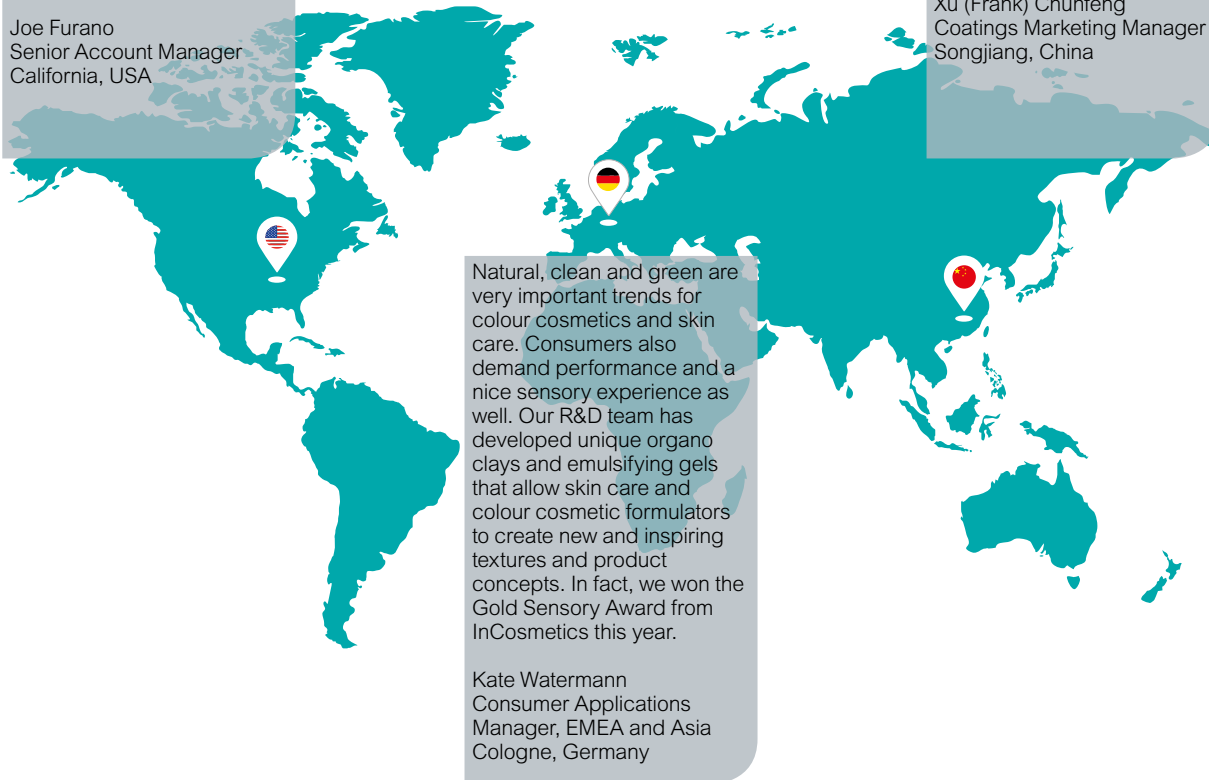 Joe Furano
Senior Account Manager
California, USA
Xu (Frank) Chunfeng
Coatings Marketing Manager
Songjiang, China
Natural, clean and green are
very important trends for
colour cosmetics and skin
care. Consumers also
demand performance and a
nice sensory experience as
well. Our R&D team has
developed unique organo
clays and emulsifying gels
that allow skin care and
colour cosmetic formulators
to create new and inspiring
textures and product
concepts. In fact, we won the
Gold Sensory Award from
InCosmetics this year.
Kate Watermann
Consumer Applications
Manager, EMEA and Asia
Cologne, Germany